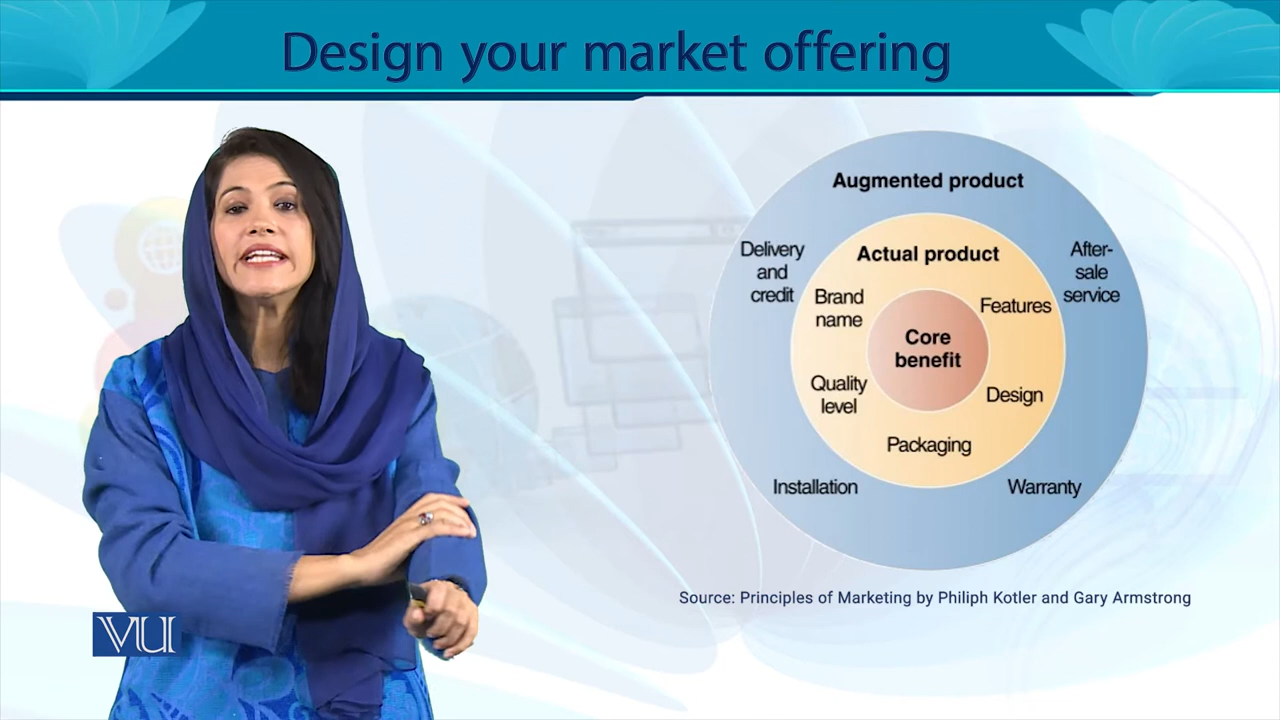 Design your market offering
Augmented product
Delivery
and
credit
After-
sale
service
Actual product
Brand
name
Features
Core
benefit
Quality
level
Design
Packaging
Installation
Warranty
Source: Principles of Marketing by Philiph Kotler and Gary Armstrong
VU